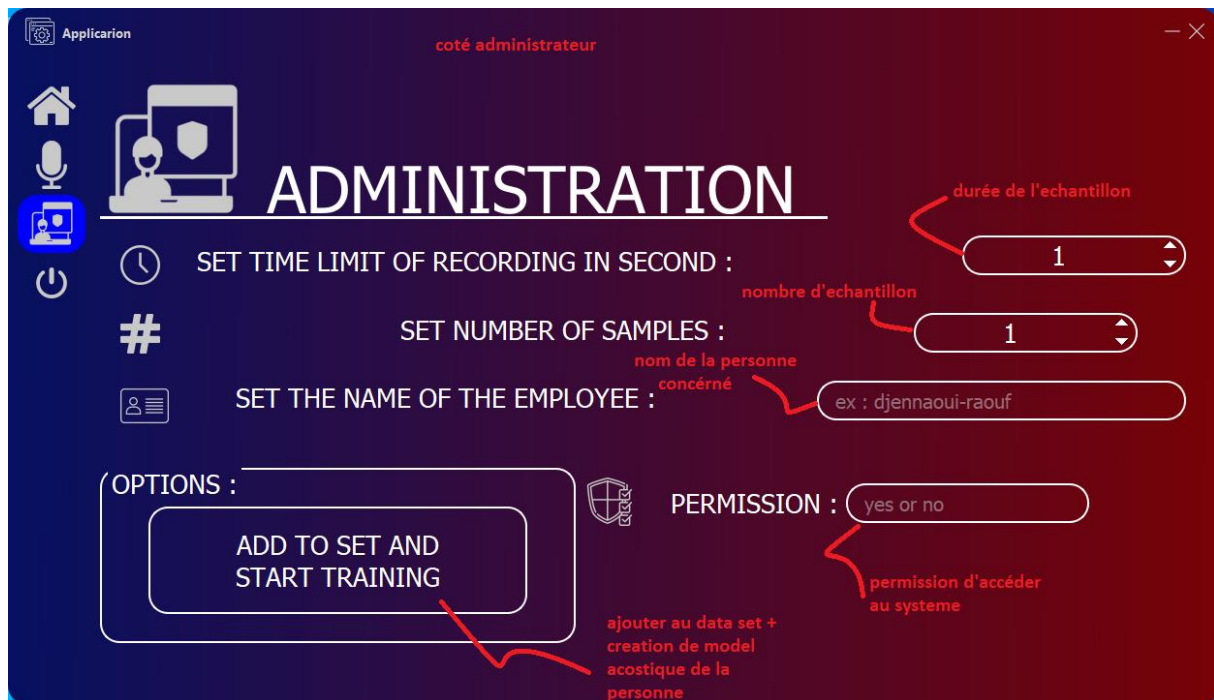 Applicarion
coté administrateur
ADMINISTRATION
durée de l'echantillon
SET TIME LIMIT OF RECORDING IN SECOND :
1
nombre d'echantillon
#
SET NUMBER OF SAMPLES :
1
nom de la personne
concérné
SET THE NAME OF THE EMPLOYEE :
ex : djennaoui-raouf
OPTIONS :
ADD TO SET AND
START TRAINING
PERMISSION :
yes or no
permission d'accéder
au systeme
ajouter au data set +
creation de model
acostique de la
personne